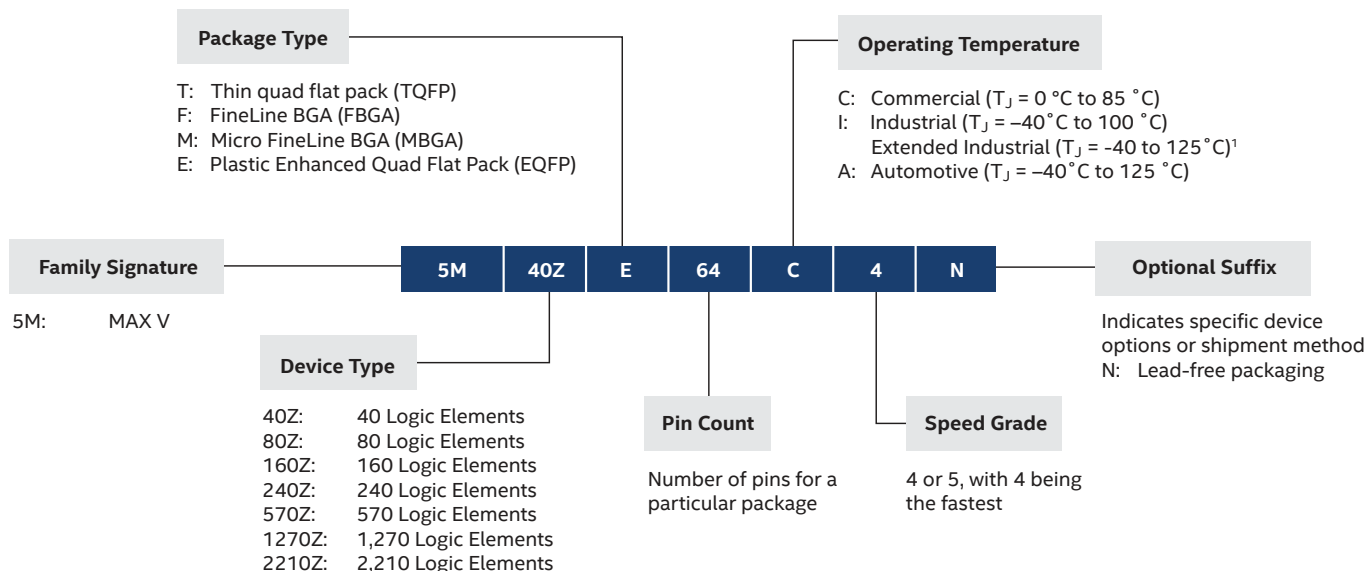 Package Type
T: Thin quad flat pack (TQFP)
F: FineLine BGA (FBGA)
M: Micro FineLine BGA (MBGA)
E: Plastic Enhanced Quad Flat Pack (EQFP)
Operating Temperature
C: Commercial (TJ = 0 °C to 85 ˚C)
I: Industrial (TJ = –40˚C to 100 ˚C)
Extended Industrial (TJ = -40 to 125˚C)¹
A: Automotive (TJ = –40˚C to 125 ˚C)
Family Signature
5M: MAX V
5M 40Z E 64 C 4 N
Optional Suffix
Indicates specific device
options or shipment method
N: Lead-free packaging
Device Type
40Z: 40 Logic Elements
80Z: 80 Logic Elements
160Z: 160 Logic Elements
240Z: 240 Logic Elements
570Z: 570 Logic Elements
1270Z: 1,270 Logic Elements
2210Z: 2,210 Logic Elements
Pin Count
Number of pins for a
particular package
Speed Grade
4 or 5, with 4 being
the fastest